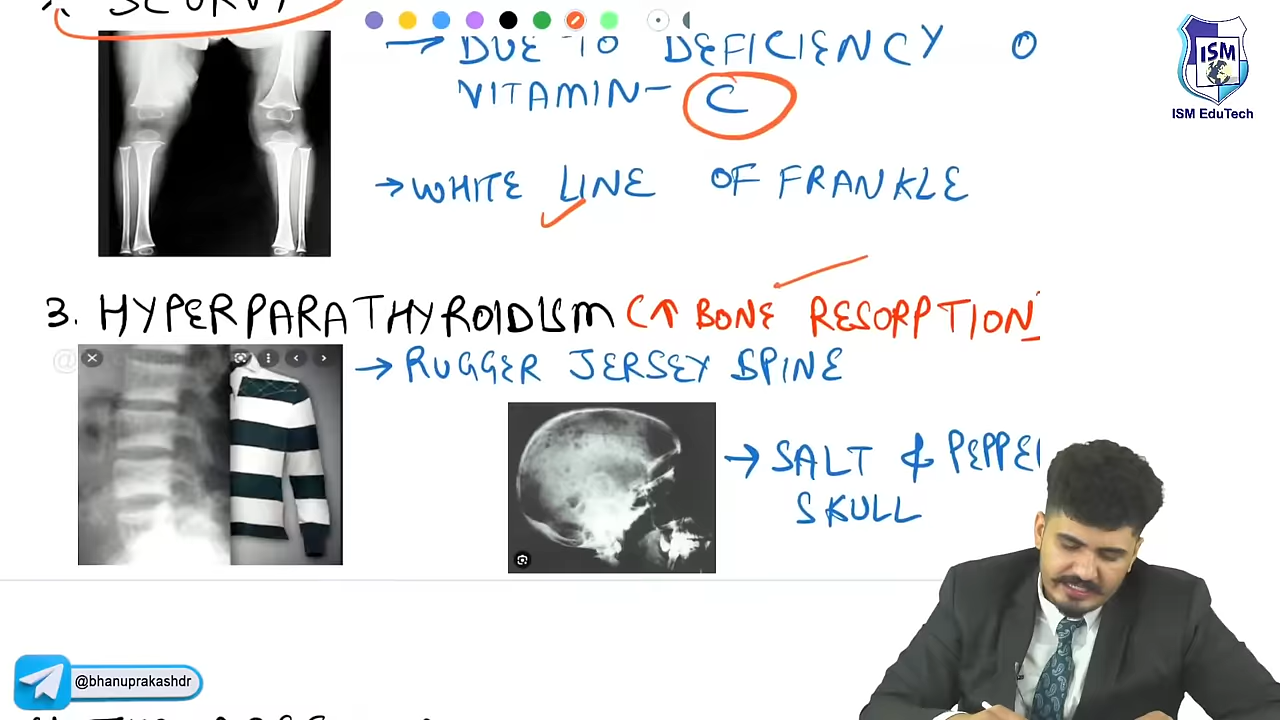 SCURVY
→ DUE TO DEFICIENCY O
VITAMIN- C
→ WHITE LINE OF FRANKLE
ISM
ISM EduTech
3. HYPERPARATHYROIDISM (↑ BONE RESORPTION
→ RUGGER JERSEY SPINE
→ SALT & PEPPE
SKULL
@bhanuprakashdr